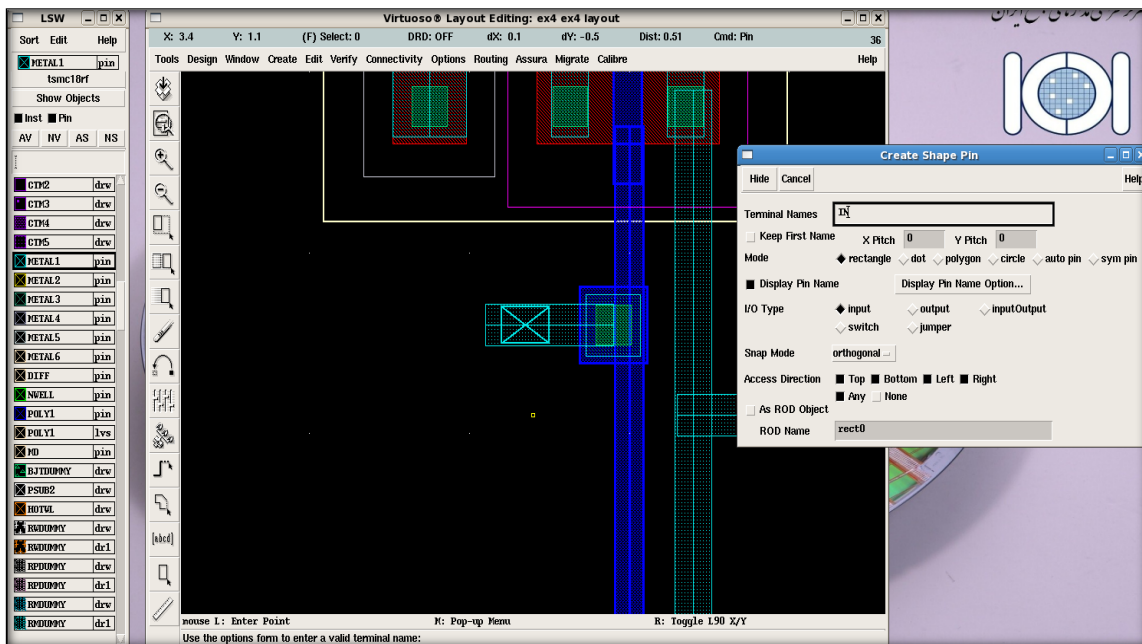 LSW
Sort Edit Help
METAL1 pin
tsmc18rf
Show Objects
Inst Pin
AV NV AS NS
CTM2 drw
CTM3 drw
CTM4 drw
CTM5 drw
METAL1 pin
METAL2 pin
METAL3 pin
METAL4 pin
METAL5 pin
METAL6 pin
DIFF pin
NWELL pin
POLY1 pin
POLY1 lvs
MD pin
BJTDUMMY drw
PSUB2 drw
HOTWL drw
RWDUMMY drw
RWDUMMY dr1
RPDUMMY drw
RPDUMMY dr1
RMDUMMY drw
RMDUMMY dr1
Virtuoso® Layout Editing: ex4 ex4 layout
X: 3.4 Y: 1.1 (F) Select: 0 DRD: OFF dX: 0.1 dY: -0.5 Dist: 0.51 Cmd: Pin 36
Tools Design Window Create Edit Verify Connectivity Options Routing Assura Migrate Calibre Help
[abcd]
mouse L: Enter Point M: Pop-up Menu R: Toggle L90 X/Y
Use the options form to enter a valid terminal name:
Create Shape Pin
Hide Cancel Help
Terminal Names IN
Keep First Name X Pitch 0 Y Pitch 0
Mode rectangle dot polygon circle auto pin sym pin
Display Pin Name Display Pin Name Option...
I/O Type input output inputOutput
switch jumper
Snap Mode orthogonal
Access Direction Top Bottom Left Right
Any None
As ROD Object
ROD Name rect0